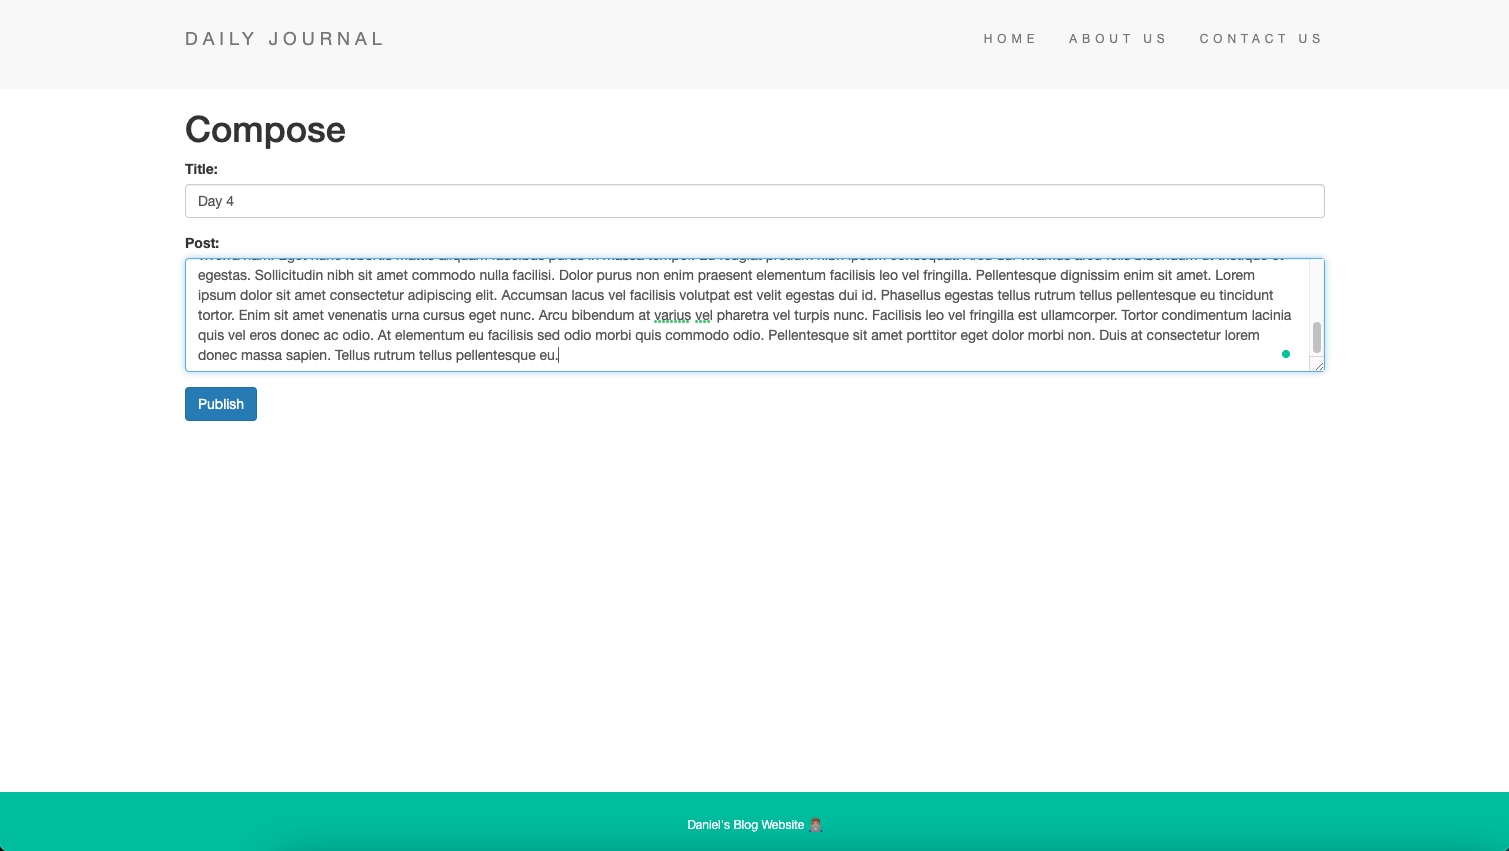 DAILY JOURNAL
HOME ABOUT US CONTACT US
Compose
Title:
Day 4
Post:
egestas. Sollicitudin nibh sit amet commodo nulla facilisi. Dolor purus non enim praesent elementum facilisis leo vel fringilla. Pellentesque dignissim enim sit amet. Lorem
ipsum dolor sit amet consectetur adipiscing elit. Accumsan lacus vel facilisis volutpat est velit egestas dui id. Phasellus egestas tellus rutrum tellus pellentesque eu tincidunt
tortor. Enim sit amet venenatis urna cursus eget nunc. Arcu bibendum at varius vel pharetra vel turpis nunc. Facilisis leo vel fringilla est ullamcorper. Tortor condimentum lacinia
quis vel eros donec ac odio. At elementum eu facilisis sed odio morbi quis commodo odio. Pellentesque sit amet porttitor eget dolor morbi non. Duis at consectetur lorem
donec massa sapien. Tellus rutrum tellus pellentesque eu.
Publish
Daniel's Blog Website